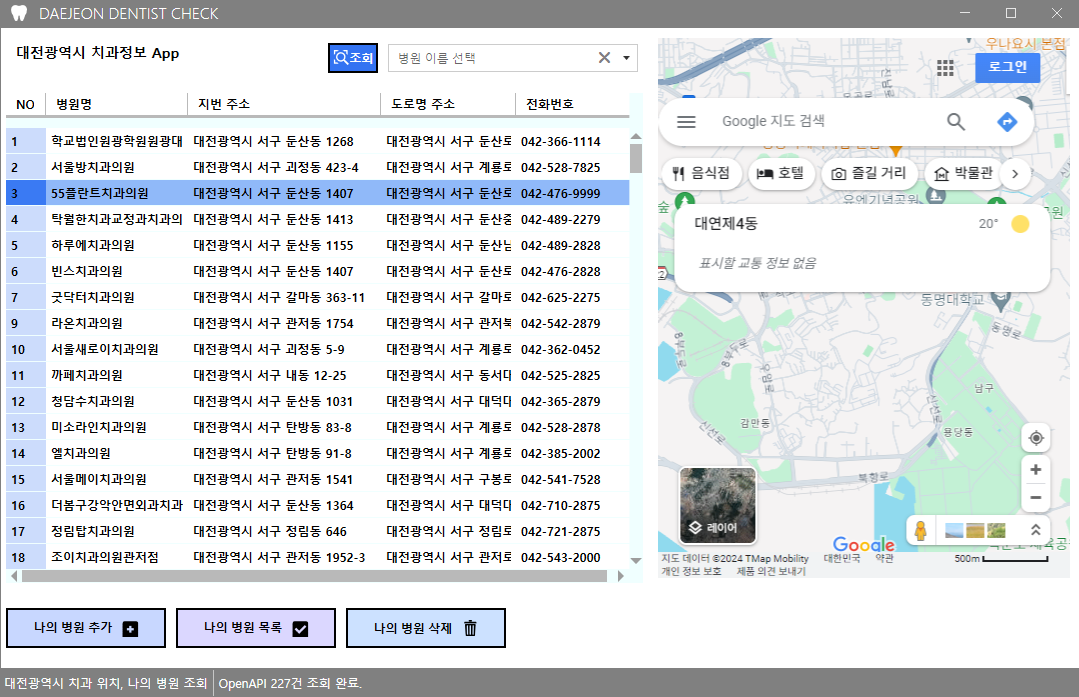 DAEJEON DENTIST CHECK
대전광역시 치과정보 App
조회
병원 이름 선택
NO 병원명 지번 주소 도로명 주소 전화번호
1 학교법인원광학원원광대 대전광역시 서구 둔산동 1268 대전광역시 서구 둔산로 042-366-1114
2 서울방치과의원 대전광역시 서구 괴정동 423-4 대전광역시 서구 계룡로 042-528-7825
3 55플란트치과의원 대전광역시 서구 둔산동 1407 대전광역시 서구 둔산로 042-476-9999
4 탁월한치과교정과치과의 대전광역시 서구 둔산동 1413 대전광역시 서구 둔산중 042-489-2279
5 하루에치과의원 대전광역시 서구 둔산동 1155 대전광역시 서구 둔산남 042-489-2828
6 빈스치과의원 대전광역시 서구 둔산동 1407 대전광역시 서구 둔산로 042-476-2828
7 굿닥터치과의원 대전광역시 서구 갈마동 363-11 대전광역시 서구 갈마로 042-625-2275
9 라온치과의원 대전광역시 서구 관저동 1754 대전광역시 서구 관저북 042-542-2879
10 서울새로이치과의원 대전광역시 서구 괴정동 5-9 대전광역시 서구 계룡로 042-362-0452
11 까페치과의원 대전광역시 서구 내동 12-25 대전광역시 서구 동서대 042-525-2825
12 청담수치과의원 대전광역시 서구 둔산동 1031 대전광역시 서구 대덕대 042-365-2879
13 미소라인치과의원 대전광역시 서구 탄방동 83-8 대전광역시 서구 계룡로 042-528-2878
14 엘치과의원 대전광역시 서구 탄방동 91-8 대전광역시 서구 계룡로 042-385-2002
15 서울메이치과의원 대전광역시 서구 관저동 1541 대전광역시 서구 구봉로 042-541-7528
16 더봄구강악안면외과치과 대전광역시 서구 둔산동 1364 대전광역시 서구 대덕대 042-710-2875
17 정림탑치과의원 대전광역시 서구 정림동 646 대전광역시 서구 정림로 042-721-2875
18 조이치과의원관저점 대전광역시 서구 관저동 1952-3 대전광역시 서구 관저로 042-543-2000
나의 병원 추가
나의 병원 목록
나의 병원 삭제
대전광역시 치과 위치, 나의 병원 조회
OpenAPI 227건 조회 완료.
우나요시 본점
로그인
Google 지도 검색
음식점
호텔
즐길 거리
박물관
유엔기념공원
대연제4동
20°
표시할 교통 정보 없음
동명대학교
동명로
8부두로
8부두로
우암로
신선로
신선로
남구
감만동
용당동
북항로
레이어
Google
지도 데이터 ©2024 TMap Mobility 대한민국 약관 500m
개인 정보 보호 제품 의견 보내기